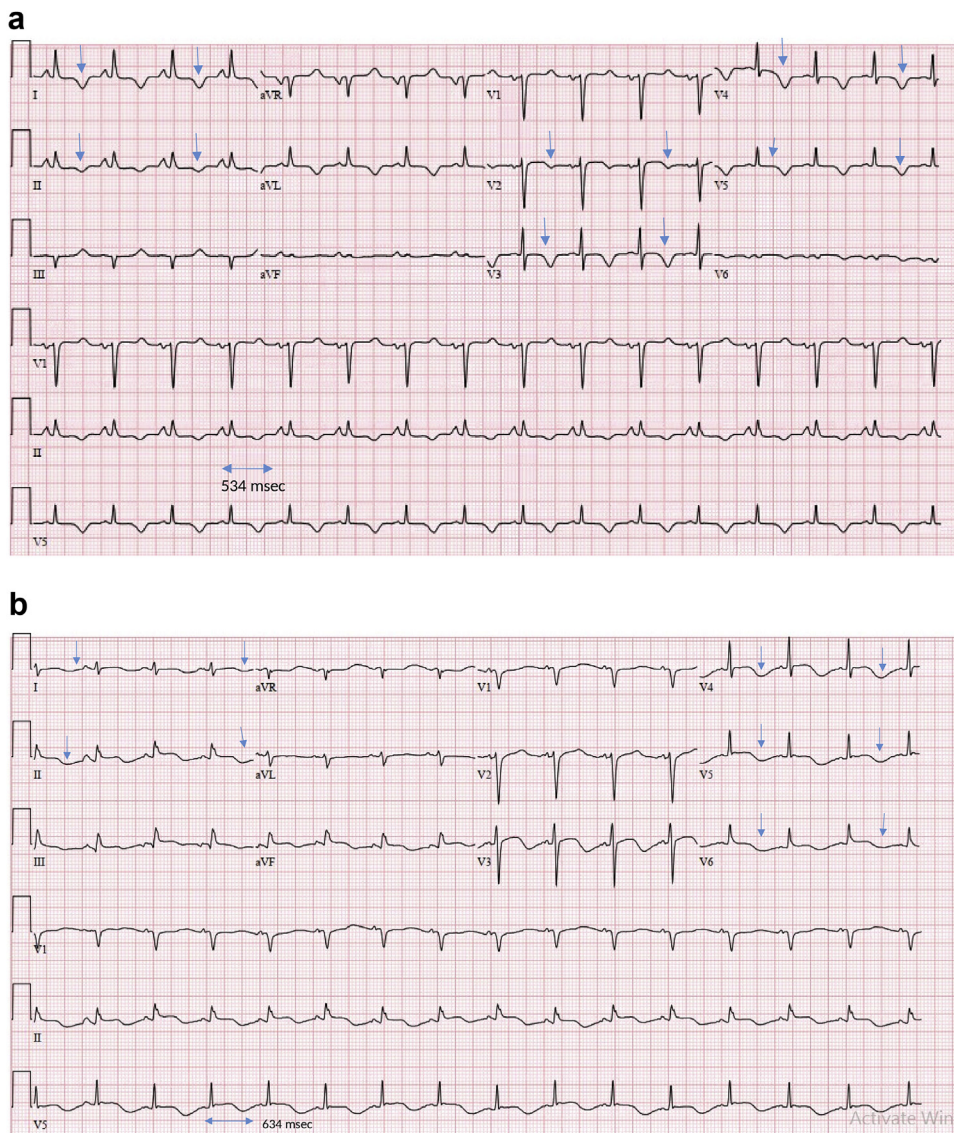 a
I aVR V1 V4
II aVL V2 V5
III aVF V3 V6
V1
II
534 msec
V5
b
I aVR V1 V4
II aVL V2 V5
III aVF V3 V6
V1
II
V5 634 msec
Activate Win